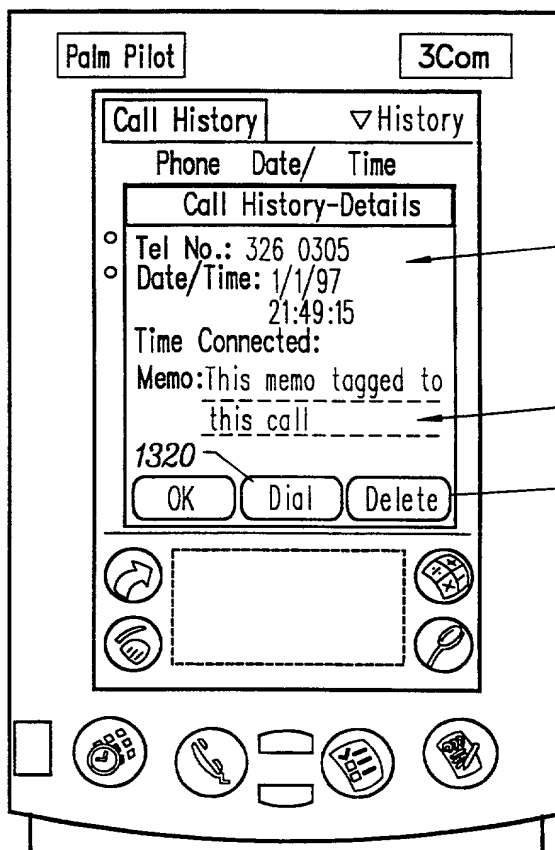 Palm Pilot 3Com
Call History ▽History
Phone Date/ Time
Call History-Details
Tel No.: 326 0305
Date/Time: 1/1/97
21:49:15
Time Connected:
Memo:This memo tagged to
this call
1320
OK Dial Delete